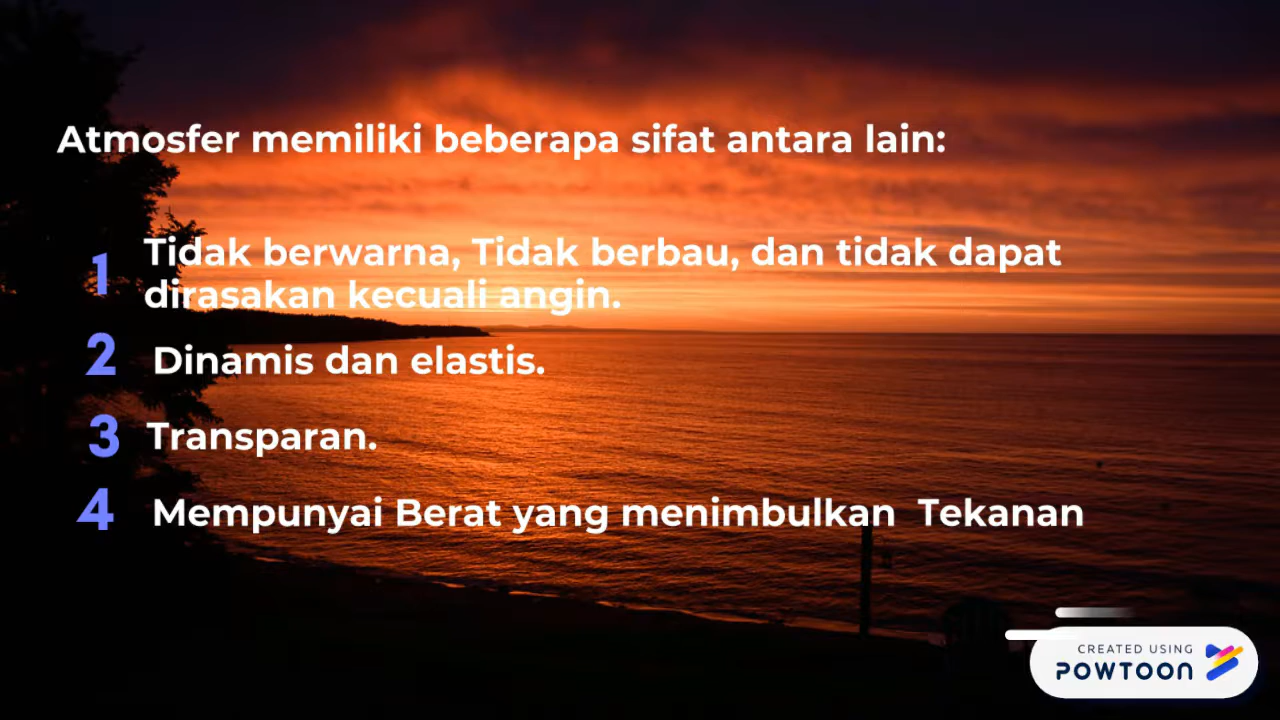 Atmosfer memiliki beberapa sifat antara lain:
1 Tidak berwarna, Tidak berbau, dan tidak dapat
dirasakan kecuali angin.
2 Dinamis dan elastis.
3 Transparan.
4 Mempunyai Berat yang menimbulkan Tekanan
CREATED USING
POWTOON